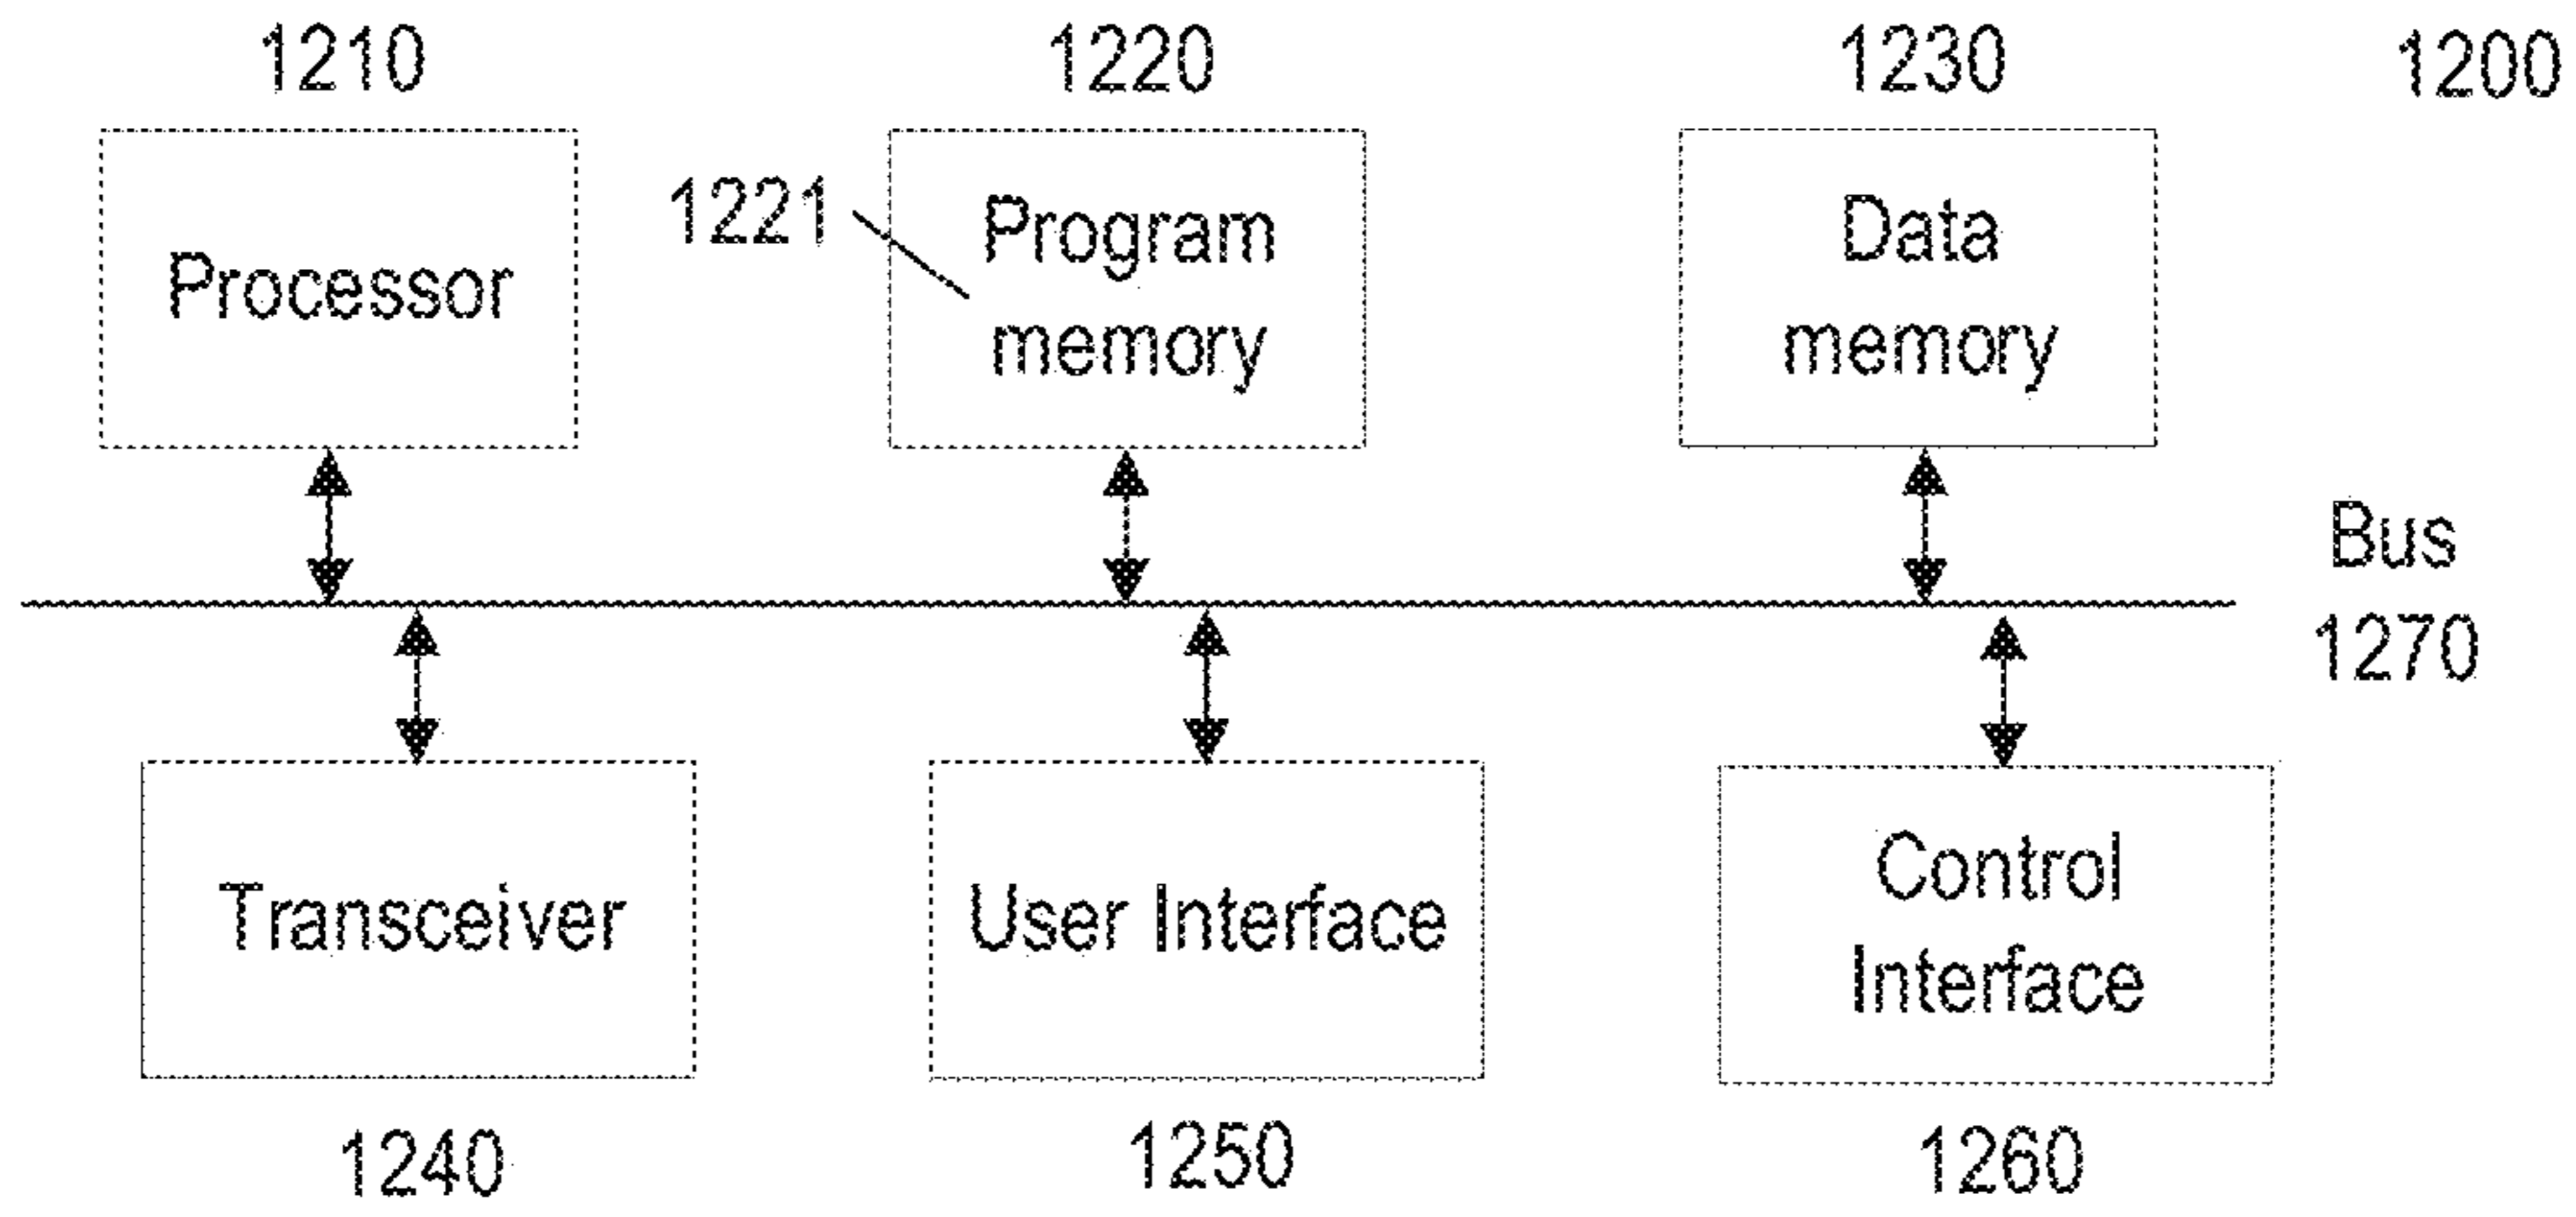 1210
1220
1230
1200
1221
Processor
Program
memory
Data
memory
Bus
1270
Transceiver
User Interface
Control
Interface
1240
1250
1260